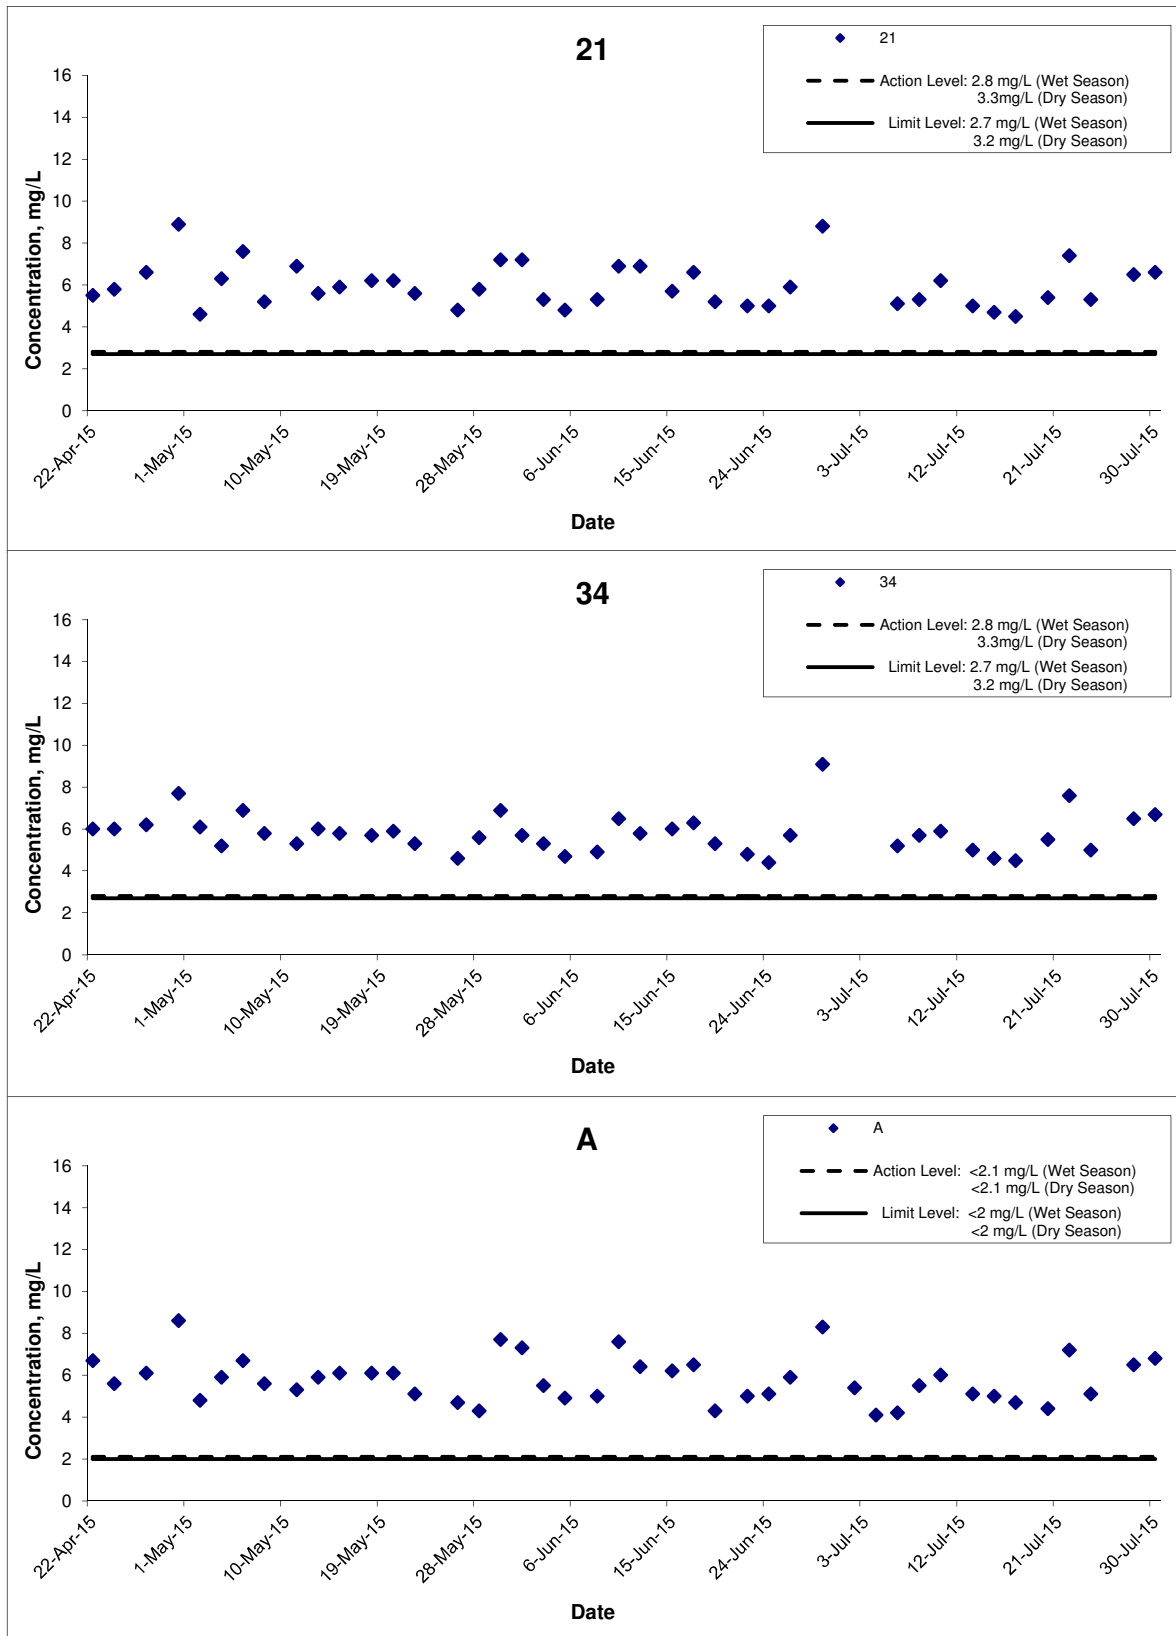 21
21
Action Level: 2.8 mg/L (Wet Season)
3.3mg/L (Dry Season)
Limit Level: 2.7 mg/L (Wet Season)
3.2 mg/L (Dry Season)
Concentration, mg/L
16
14
12
10
8
6
4
2
0
22-Apr-15
1-May-15
10-May-15
19-May-15
28-May-15
6-Jun-15
15-Jun-15
24-Jun-15
3-Jul-15
12-Jul-15
21-Jul-15
30-Jul-15
Date
34
34
Action Level: 2.8 mg/L (Wet Season)
3.3mg/L (Dry Season)
Limit Level: 2.7 mg/L (Wet Season)
3.2 mg/L (Dry Season)
Concentration, mg/L
16
14
12
10
8
6
4
2
0
22-Apr-15
1-May-15
10-May-15
19-May-15
28-May-15
6-Jun-15
15-Jun-15
24-Jun-15
3-Jul-15
12-Jul-15
21-Jul-15
30-Jul-15
Date
A
A
Action Level: <2.1 mg/L (Wet Season)
<2.1 mg/L (Dry Season)
Limit Level: <2 mg/L (Wet Season)
<2 mg/L (Dry Season)
Concentration, mg/L
16
14
12
10
8
6
4
2
0
22-Apr-15
1-May-15
10-May-15
19-May-15
28-May-15
6-Jun-15
15-Jun-15
24-Jun-15
3-Jul-15
12-Jul-15
21-Jul-15
30-Jul-15
Date